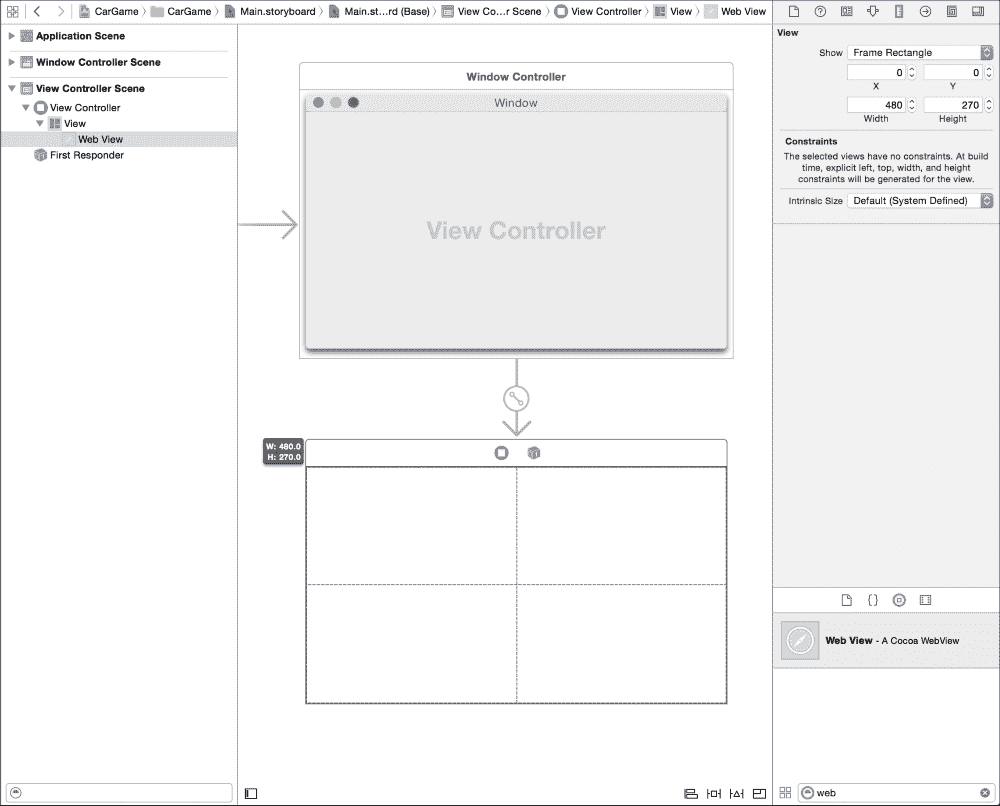 CarGame CarGame Main.storyboard Main.st...rd (Base) View Co...r Scene View Controller View Web View
Application Scene
Window Controller Scene
View Controller Scene
View Controller
View
Web View
First Responder
Window Controller
Window
View Controller
W: 480.0
H: 270.0
View
Show Frame Rectangle
0 0
X Y
480 270
Width Height
Constraints
The selected views have no constraints. At build
time, explicit left, top, width, and height
constraints will be generated for the view.
Intrinsic Size Default (System Defined)
Web View - A Cocoa WebView
web